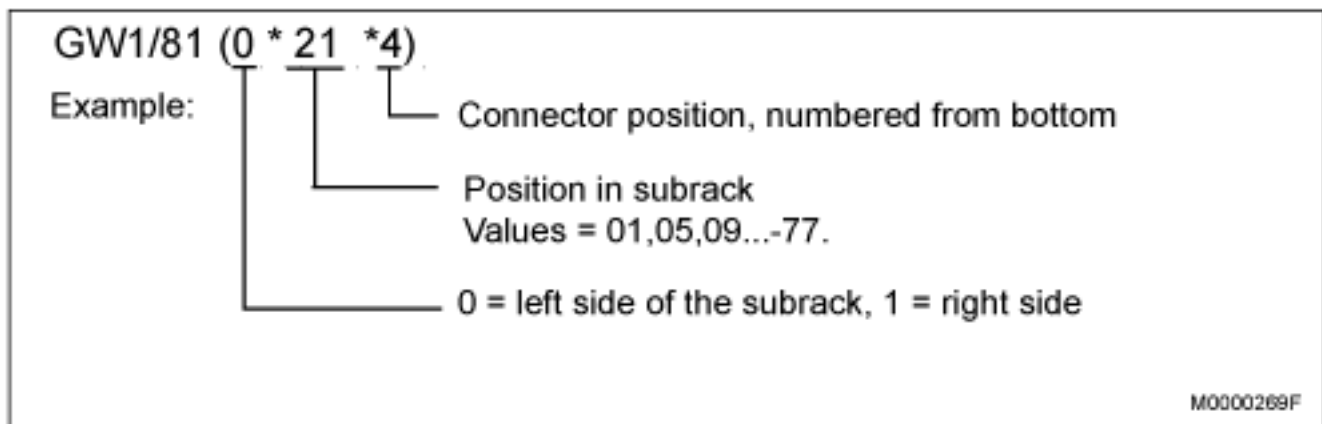 GW1/81 (0 * 21 *4)
Example:
Connector position, numbered from bottom
Position in subrack
Values = 01,05,09...-77.
0 = left side of the subrack, 1 = right side
M0000269F